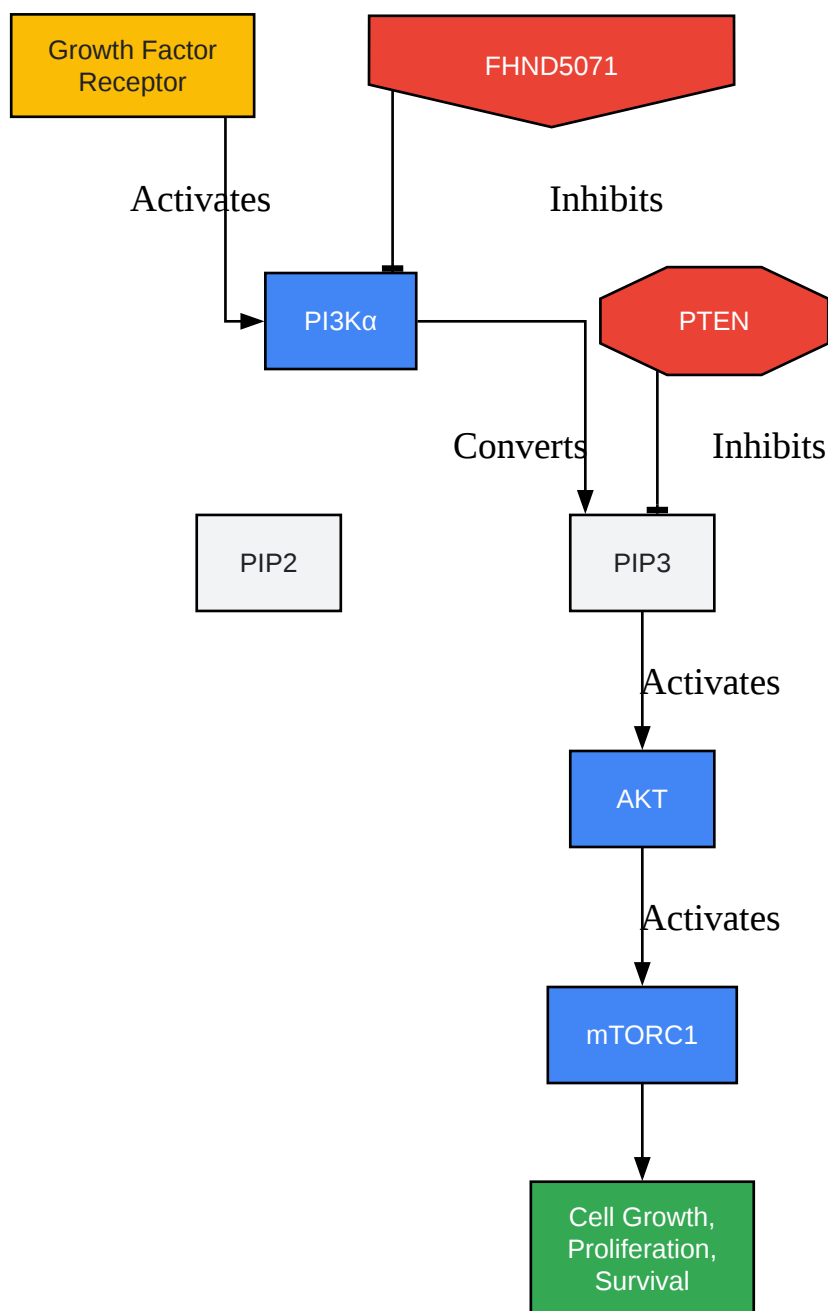 Growth Factor
Receptor
FHND5071
Activates
Inhibits
PI3Kα
PTEN
Converts
Inhibits
PIP2
PIP3
Activates
AKT
Activates
mTORC1
Cell Growth,
Proliferation,
Survival